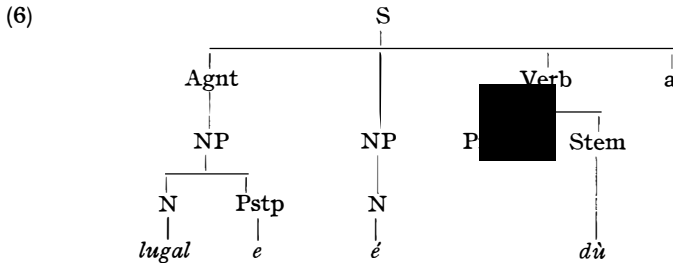 (6) S
Agnt Verb a
NP NP P Stem
N Pstp N
lugal e é dù